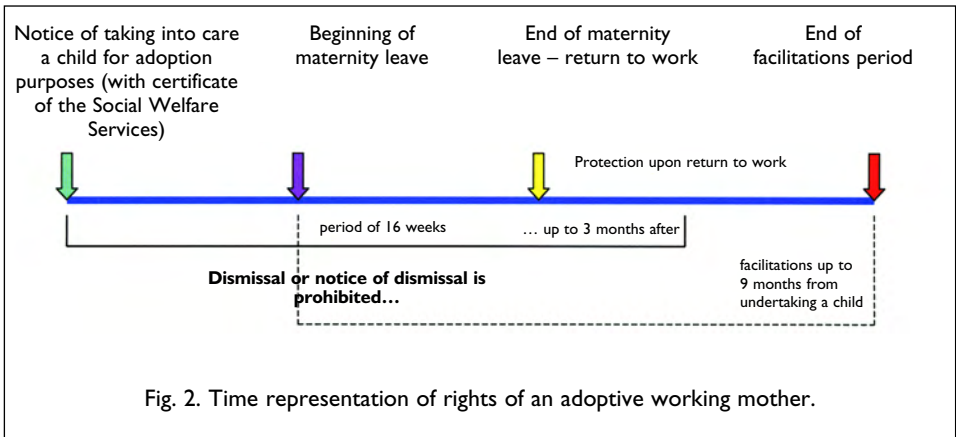 Notice of taking into care
a child for adoption
purposes (with certificate
of the Social Welfare
Services)
Beginning of
maternity leave
End of maternity
leave – return to work
End of
facilitations period
Protection upon return to work
period of 16 weeks
... up to 3 months after
Dismissal or notice of dismissal is
prohibited...
facilitations up to
9 months from
undertaking a child
Fig. 2. Time representation of rights of an adoptive working mother.